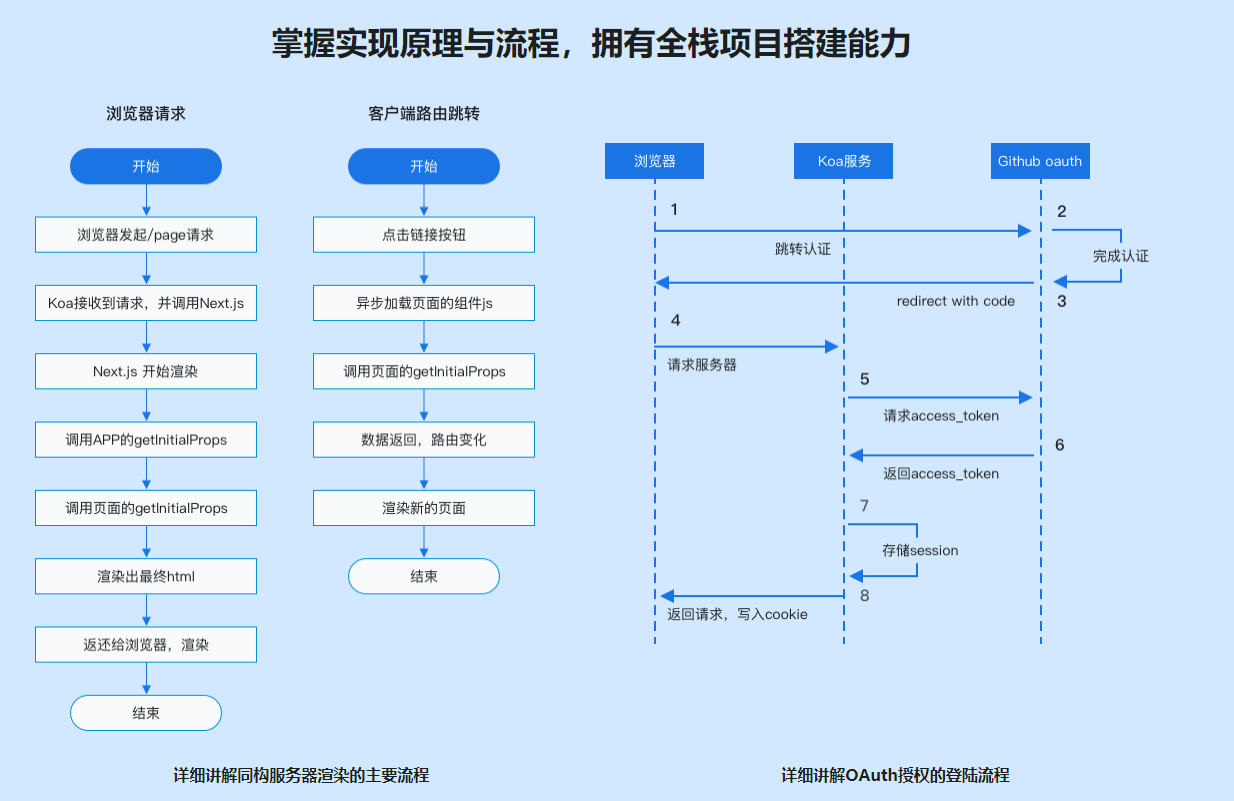 掌握实现原理与流程，拥有全栈项目搭建能力
浏览器请求
开始
浏览器发起/page请求
Koa接收到请求，并调用Next.js
Next.js 开始渲染
调用APP的getInitialProps
调用页面的getInitialProps
渲染出最终html
返还给浏览器，渲染
结束
客户端路由跳转
开始
点击链接按钮
异步加载页面的组件js
调用页面的getInitialProps
数据返回，路由变化
渲染新的页面
结束
详细讲解同构服务器渲染的主要流程
浏览器
Koa服务
Github oauth
1
跳转认证
2
完成认证
3
redirect with code
4
请求服务器
5
请求access_token
6
返回access_token
7
存储session
8
返回请求，写入cookie
详细讲解OAuth授权的登陆流程